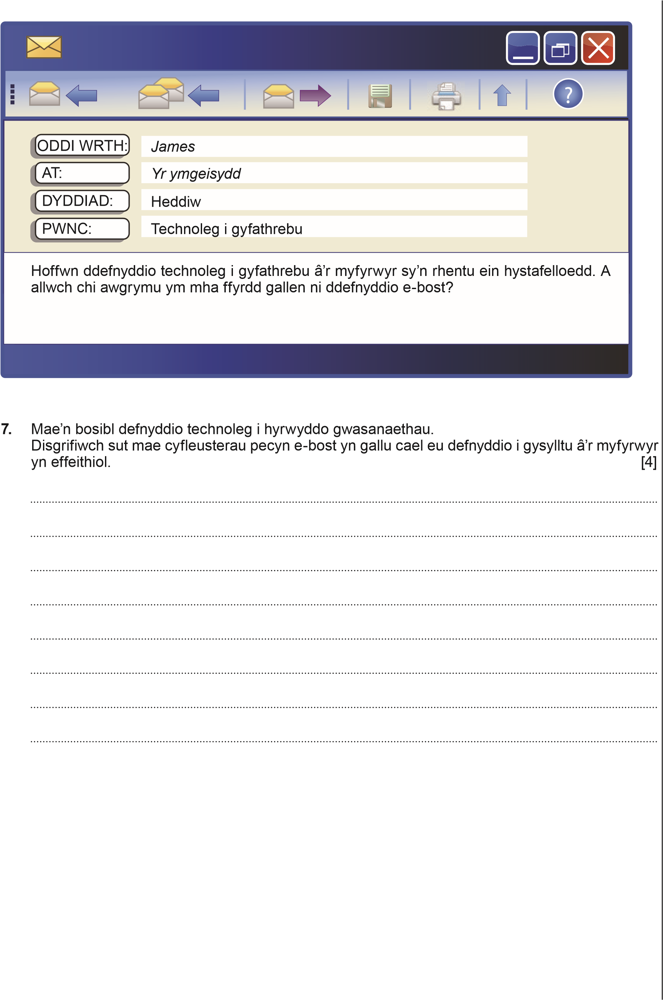 ODDI WRTH: James
AT: Yr ymgeisydd
DYDDIAD: Heddiw
PWNC: Technoleg i gyfathrebu
Hoffwn ddefnyddio technoleg i gyfathrebu â’r myfyrwyr sy’n rhentu ein hystafelloedd. A
allwch chi awgrymu ym mha ffyrdd gallen ni ddefnyddio e-bost?
7. Mae’n bosibl defnyddio technoleg i hyrwyddo gwasanaethau.
Disgrifiwch sut mae cyfleusterau pecyn e-bost yn gallu cael eu defnyddio i gysylltu â’r myfyrwyr
yn effeithiol. [4]